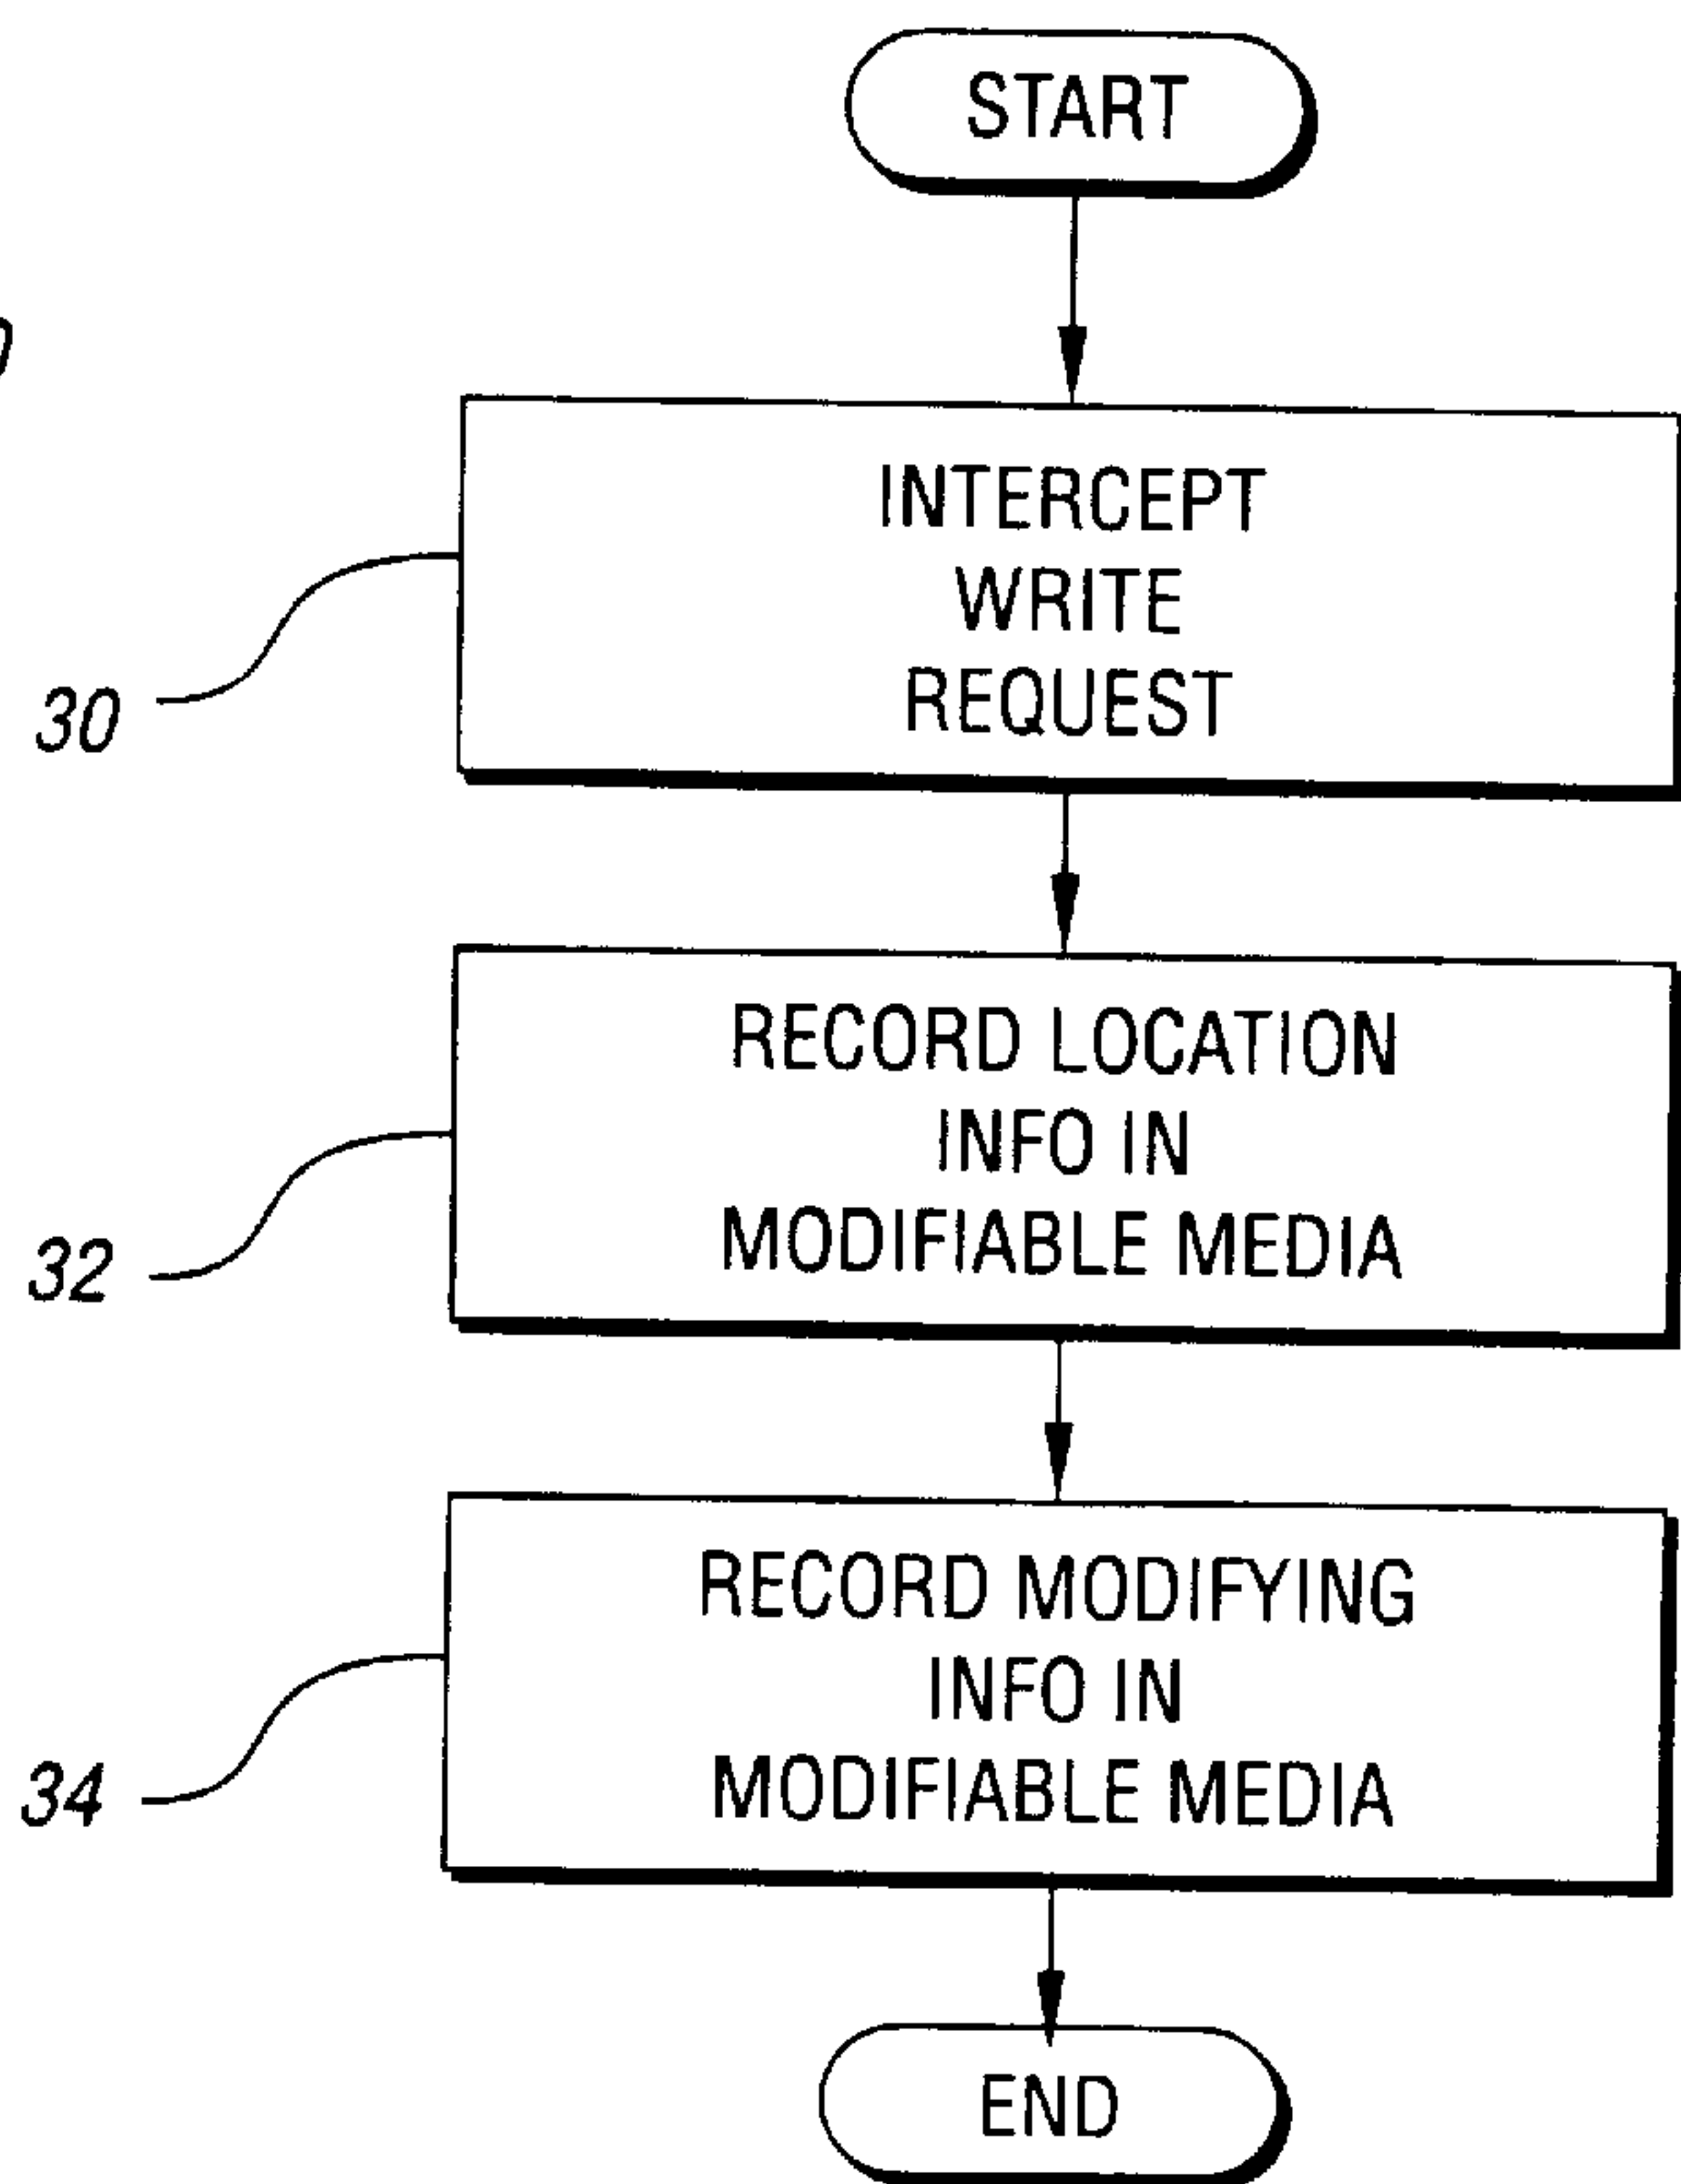 START
INTERCEPT
WRITE
REQUEST
30
RECORD LOCATION
INFO IN
MODIFIABLE MEDIA
32
RECORD MODIFYING
INFO IN
MODIFIABLE MEDIA
34
END